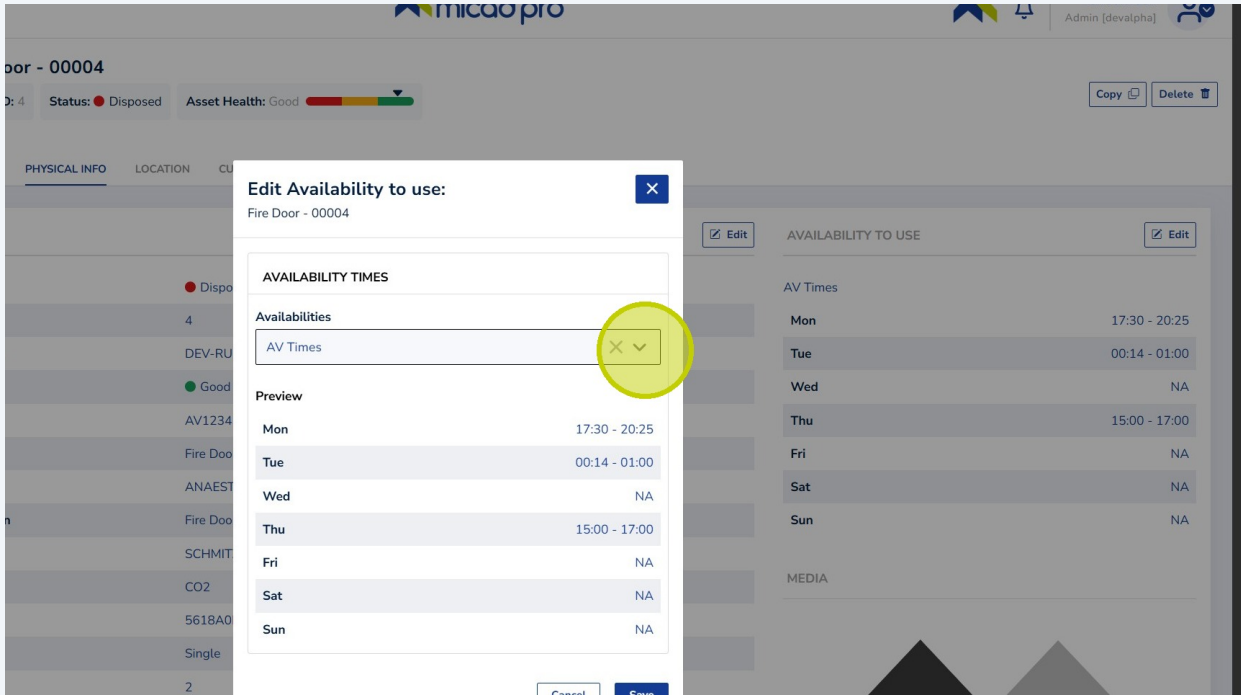 micad pro
Admin [devalpha]
oor - 00004
D: 4 Status: Disposed Asset Health: Good
Copy Delete
PHYSICAL INFO LOCATION CU
Edit Availability to use:
Fire Door - 00004
Edit
AVAILABILITY TO USE Edit
AVAILABILITY TIMES
Availabilities
AV Times
Preview
Mon 17:30 - 20:25
Tue 00:14 - 01:00
Wed NA
Thu 15:00 - 17:00
Fri NA
Sat NA
Sun NA
Cancel Save
Dispo
4
DEV-RU
Good
AV1234
Fire Doo
ANAEST
n Fire Doo
SCHMIT
CO2
5618A0
Single
2
AV Times
Mon 17:30 - 20:25
Tue 00:14 - 01:00
Wed NA
Thu 15:00 - 17:00
Fri NA
Sat NA
Sun NA
MEDIA